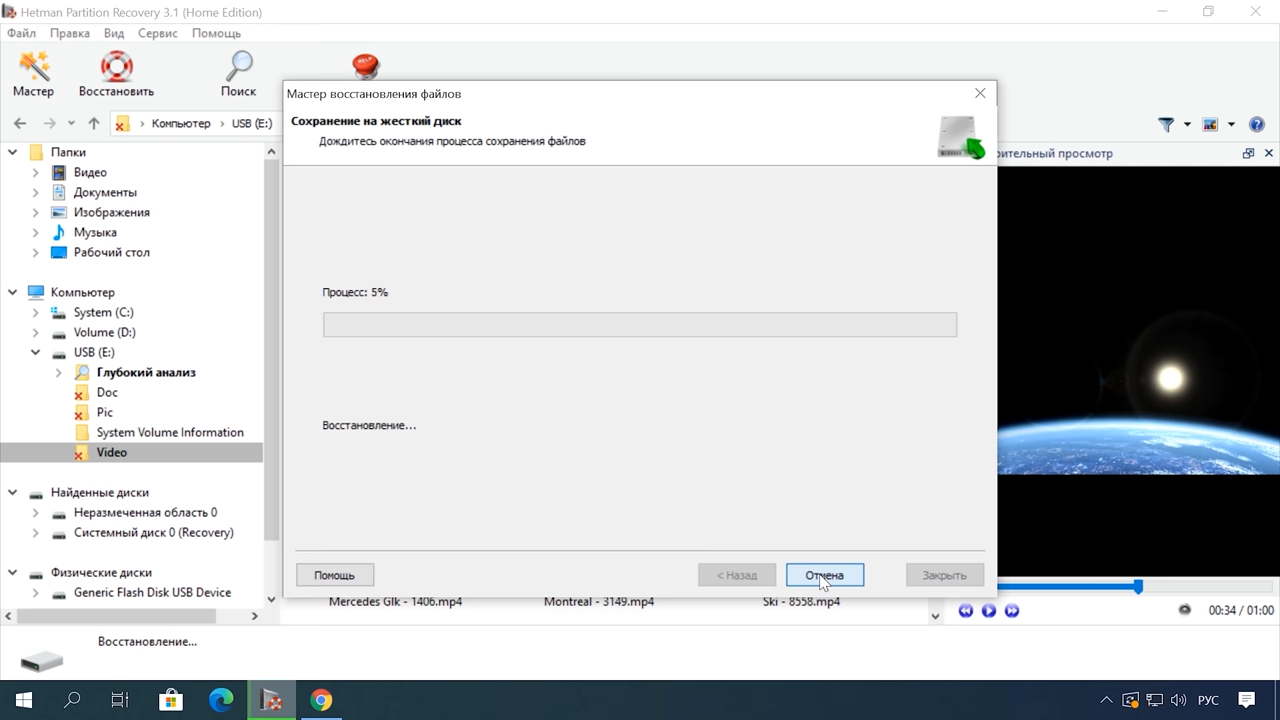 Hetman Partition Recovery 3.1 (Home Edition)
Файл Правка Вид Сервис Помощь
Мастер Восстановить Поиск
HELP
Компьютер USB (E:)
Папки
Видео
Документы
Изображения
Музыка
Рабочий стол
Компьютер
System (C:)
Volume (D:)
USB (E:)
Глубокий анализ
Doc
Pic
System Volume Information
Video
Найденные диски
Неразмеченная область 0
Системный диск 0 (Recovery)
Физические диски
Generic Flash Disk USB Device
Мастер восстановления файлов
Сохранение на жесткий диск
Дождитесь окончания процесса сохранения файлов
Процесс: 5%
Восстановление...
Помощь < Назад Отмена Закрыть
рительный просмотр
Mercedes Glk - 1406.mp4 Montreal - 3149.mp4 Ski - 8558.mp4
00:34 / 01:00
Восстановление...
РУС